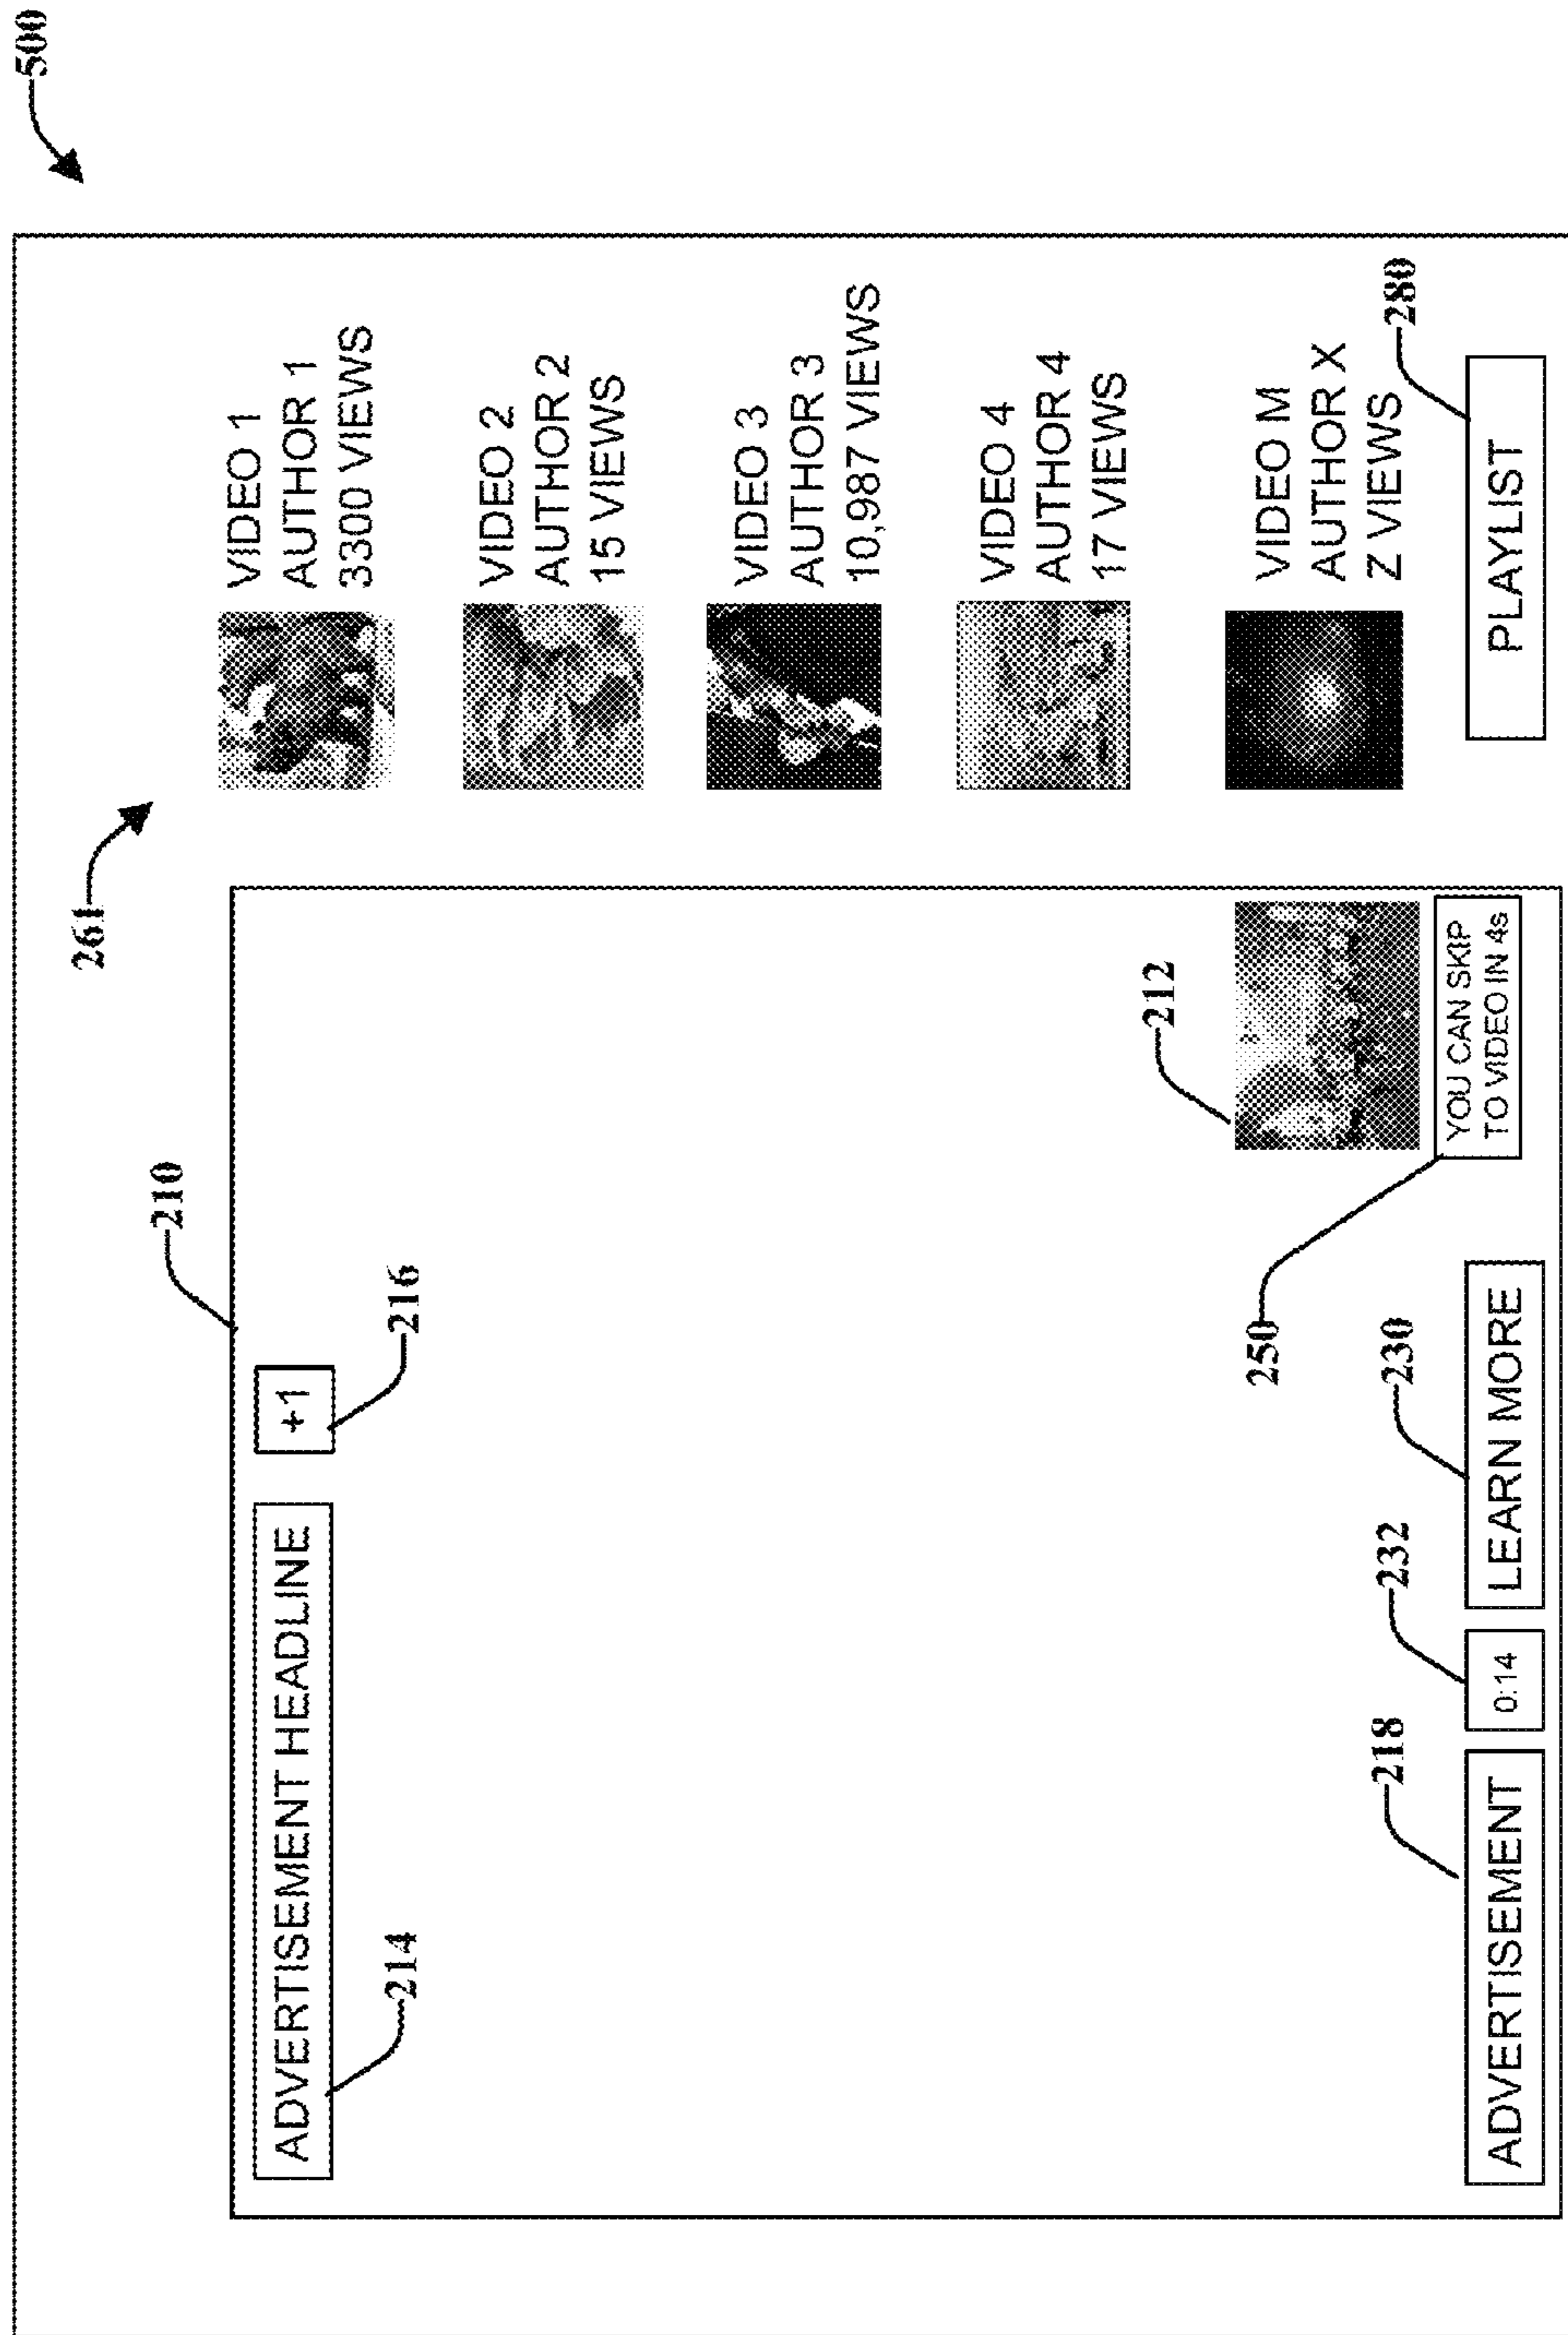 500
261
210
ADVERTISEMENT HEADLINE
+1
214
216
VIDEO 1
AUTHOR 1
3300 VIEWS
VIDEO 2
AUTHOR 2
15 VIEWS
VIDEO 3
AUTHOR 3
10,987 VIEWS
VIDEO 4
AUTHOR 4
17 VIEWS
VIDEO M
AUTHOR X
Z VIEWS
280
PLAYLIST
212
250
YOU CAN SKIP
TO VIDEO IN 4s
218
232
230
ADVERTISEMENT
0:14
LEARN MORE